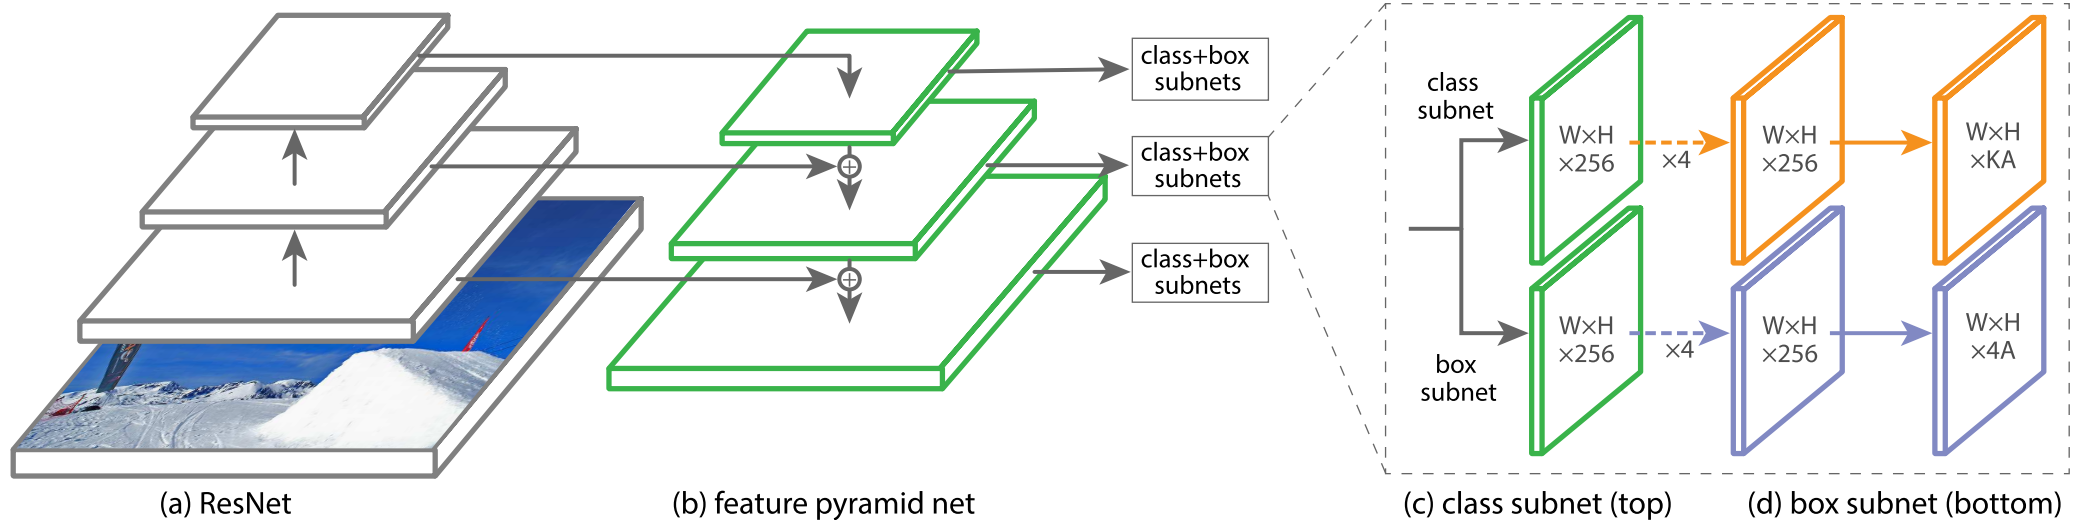 class+box
subnets
class+box
subnets
class+box
subnets
class
subnet
W×H
×256
×4
W×H
×256
W×H
×KA
box
subnet
W×H
×256
×4
W×H
×256
W×H
×4A
(a) ResNet
(b) feature pyramid net
(c) class subnet (top)
(d) box subnet (bottom)